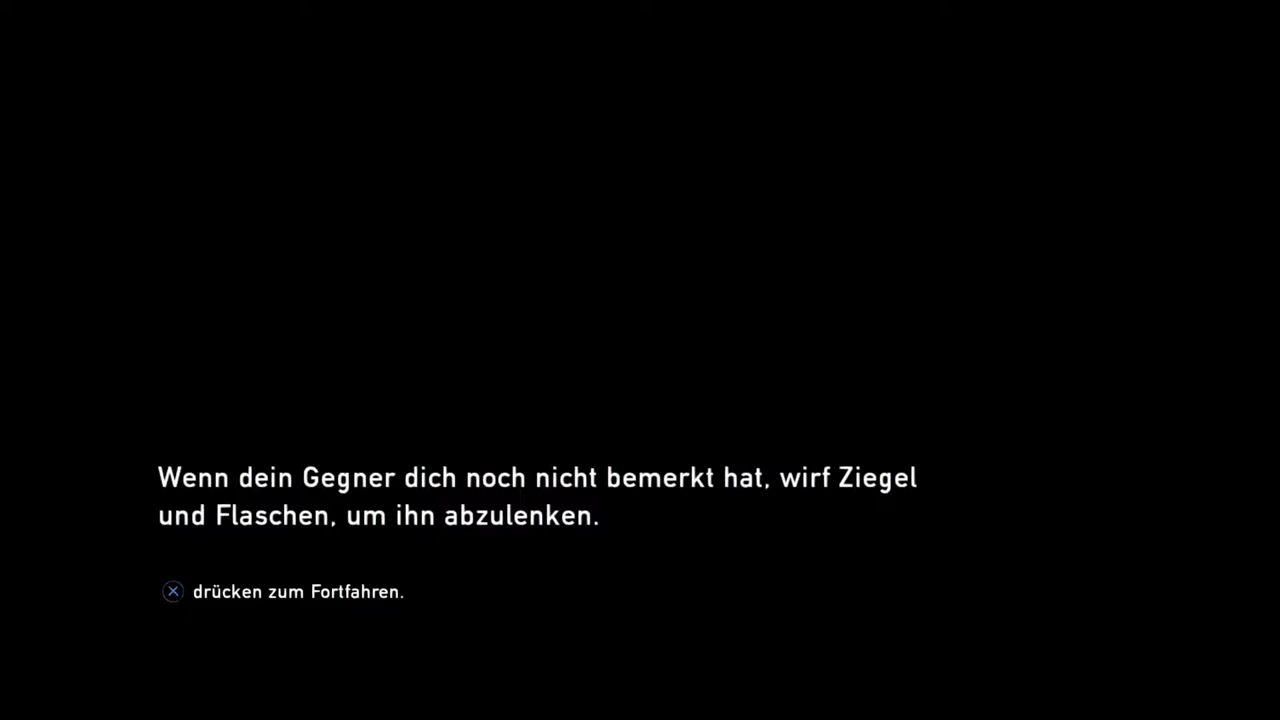 Wenn dein Gegner dich noch nicht bemerkt hat, wirf Ziegel
und Flaschen, um ihn abzulenken.
drücken zum Fortfahren.